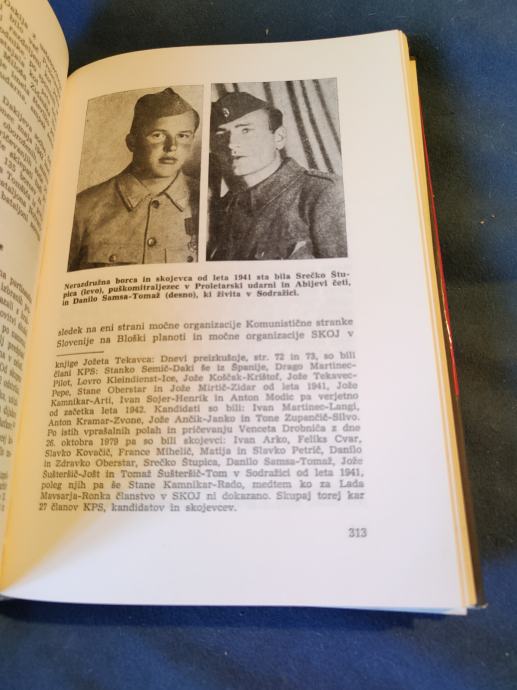 Nerazdružna borca in skojevca od leta 1941 sta bila Srečko Štu-
pica (levo), puškomitraljezec v Proletarski udarni in Abijevi četi,
in Danilo Samsa-Tomaž (desno), ki živita v Sodražici.
sledek na eni strani močne organizacije Komunistične stranke
Slovenije na Bloški planoti in močne organizacije SKOJ v
knjige Jožeta Tekavca: Dnevi preizkušnje, str. 72 in 73, so bili
člani KPS: Stanko Semič-Daki še iz Španije, Drago Martinec-
Pilot, Lovro Kleindienst-Ice, Jože Košček-Krištof, Jože Tekavec-
Pepe, Stane Oberstar in Jože Mirtič-Zidar od leta 1941, Jože
Kamnikar-Arti, Ivan Sojer-Henrik in Anton Modic pa verjetno
od začetka leta 1942. Kandidati so bili: Ivan Martinec-Langi,
Anton Kramar-Zvone, Jože Ančik-Janko in Tone Zupančič-Silvo.
Po istih vprašalnih polah in pričevanju Venceta Drobniča z dne
26. oktobra 1979 pa so bili skojevci: Ivan Arko, Feliks Cvar,
Slavko Kovačič, France Mihelič, Matija in Slavko Petrič, Danilo
in Zdravko Oberstar, Srečko Štupica, Danilo Samsa-Tomaž, Jože
Šušteršič-Jošt in Tomaž Šušteršič-Tom v Sodražici od leta 1941,
poleg njih pa še Stane Kamnikar-Rado, medtem ko za Lada
Mavsarja-Ronka članstvo v SKOJ ni dokazano. Skupaj torej kar
27 članov KPS, kandidatov in skojevcev.
313